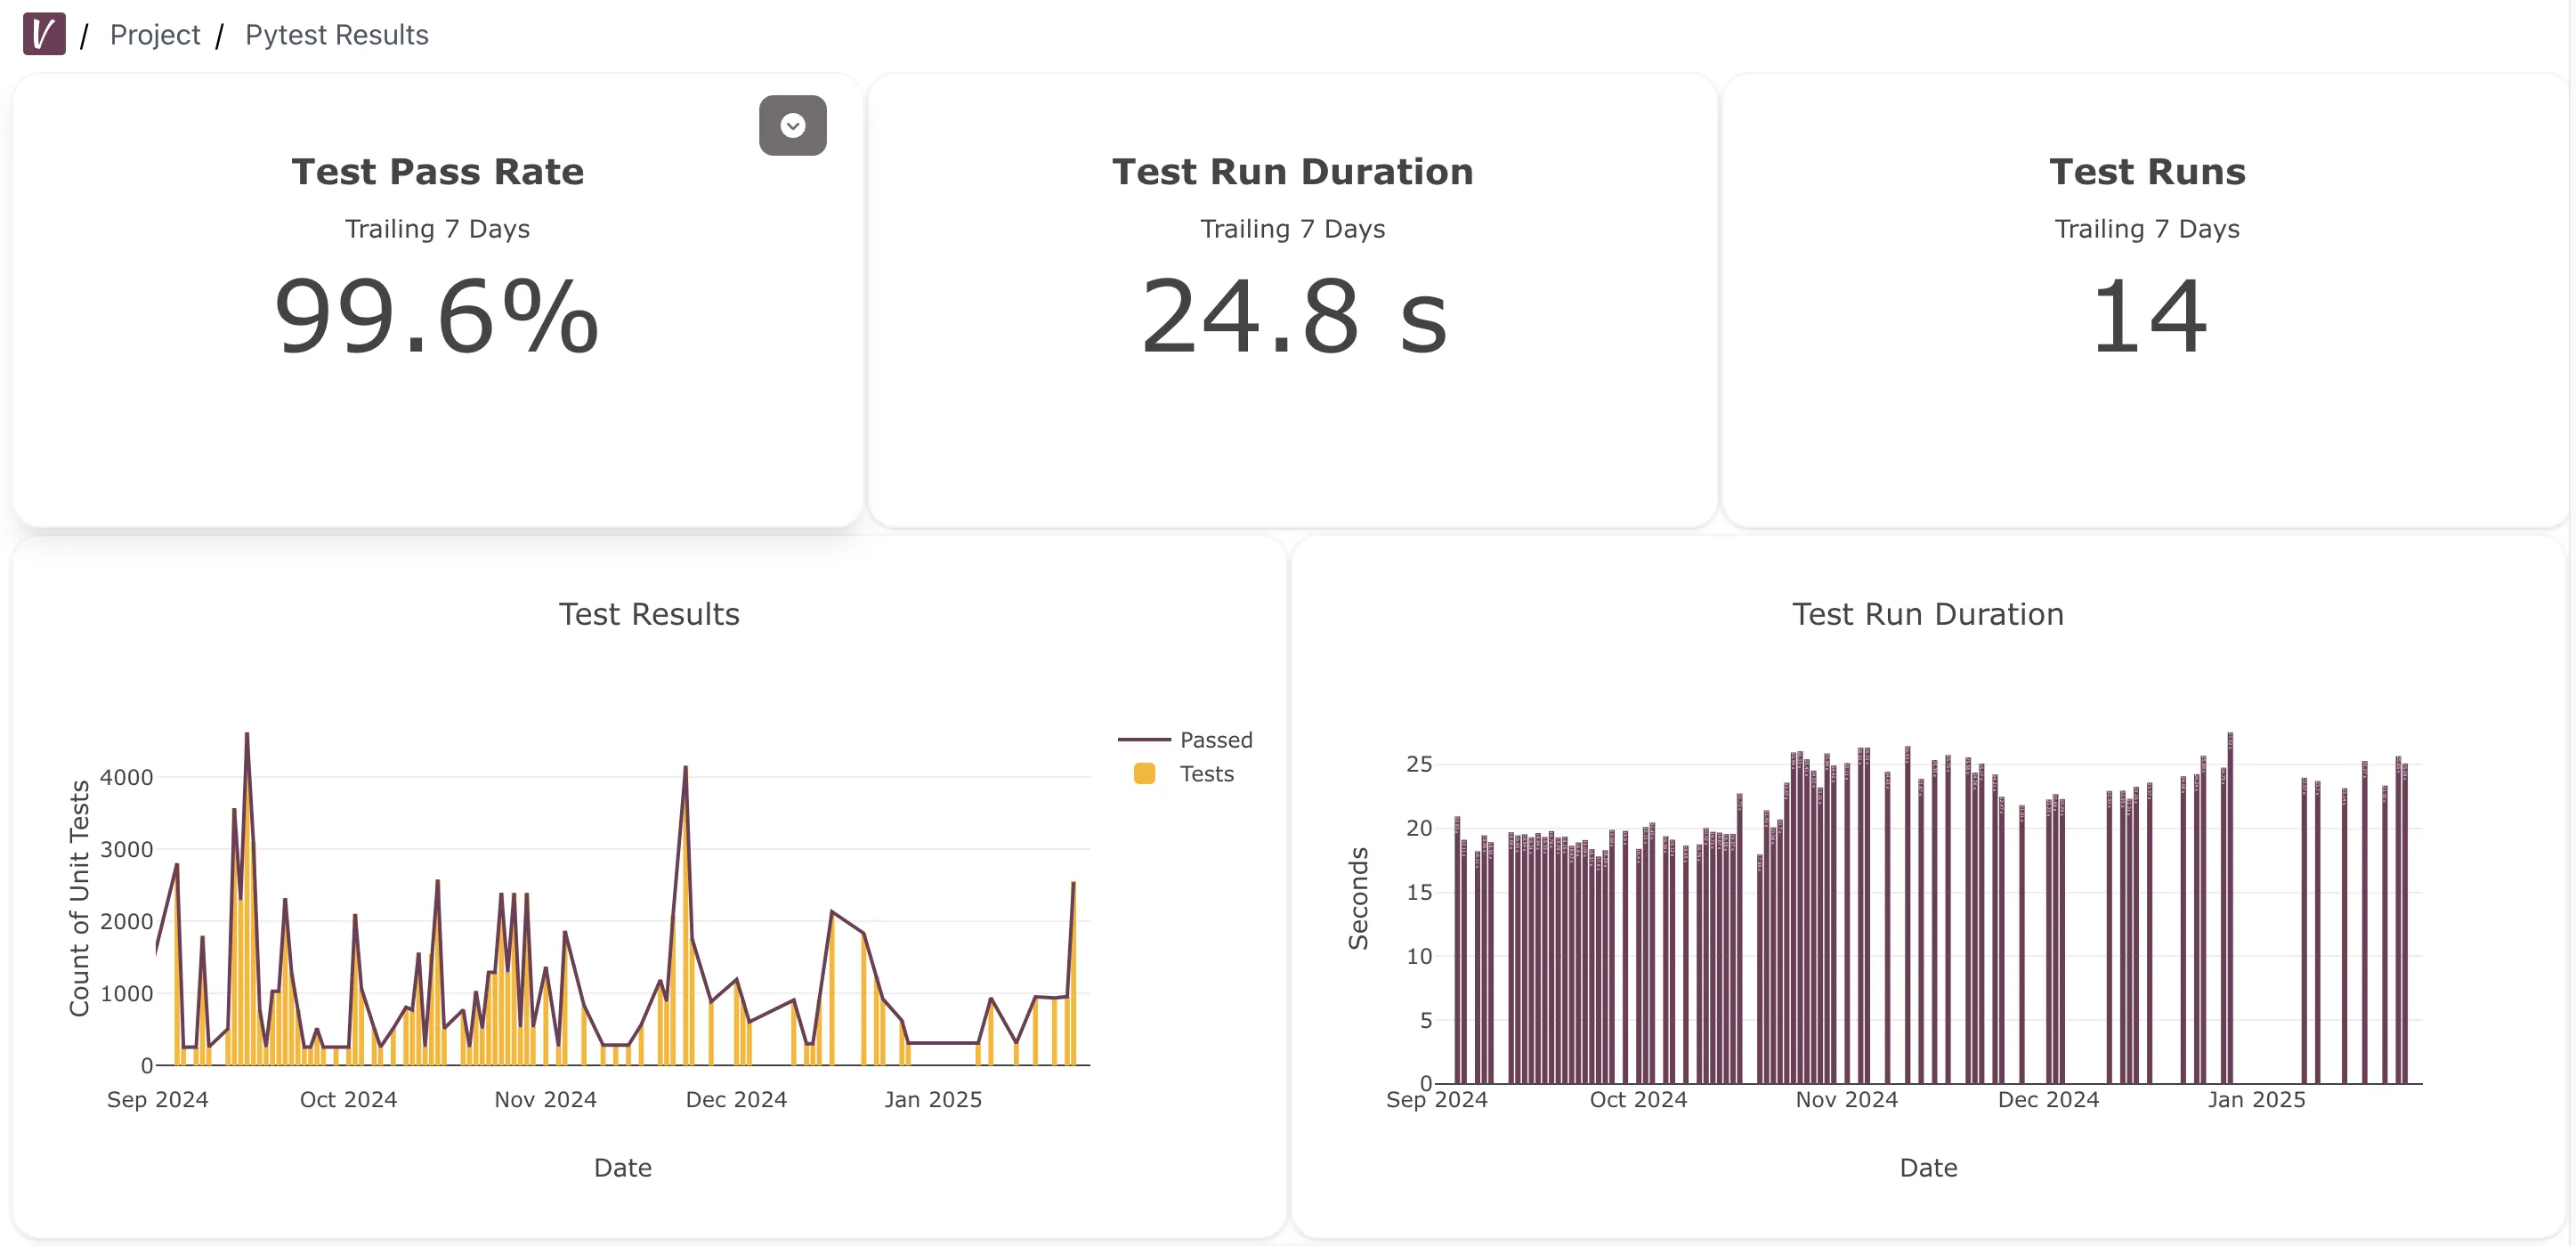 V / Project / Pytest Results
Test Pass Rate
Trailing 7 Days
99.6%
Test Run Duration
Trailing 7 Days
24.8 s
Test Runs
Trailing 7 Days
14
Test Results
Passed
Tests
Count of Unit Tests
4000
3000
2000
1000
0
Sep 2024
Oct 2024
Nov 2024
Dec 2024
Jan 2025
Date
Test Run Duration
Seconds
25
20
15
10
5
0
Sep 2024
Oct 2024
Nov 2024
Dec 2024
Jan 2025
Date